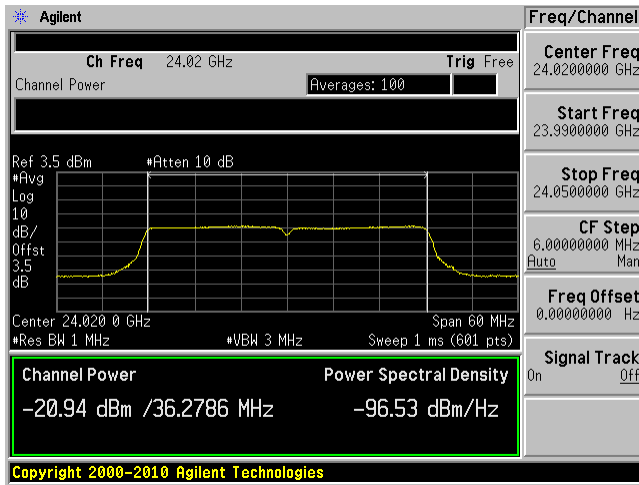 Agilent
Ch Freq 24.02 GHz Trig Free
Channel Power Averages: 100
Ref 3.5 dBm #Atten 10 dB
#Avg
Log
10
dB/
Offst
3.5
dB
Center 24.020 0 GHz Span 60 MHz
#Res BW 1 MHz #VBW 3 MHz Sweep 1 ms (601 pts)
Channel Power Power Spectral Density
-20.94 dBm /36.2786 MHz -96.53 dBm/Hz
Copyright 2000-2010 Agilent Technologies
Freq/Channel
Center Freq
24.0200000 GHz
Start Freq
23.9900000 GHz
Stop Freq
24.0500000 GHz
CF Step
6.00000000 MHz
Auto Man
Freq Offset
0.00000000 Hz
Signal Track
On Off